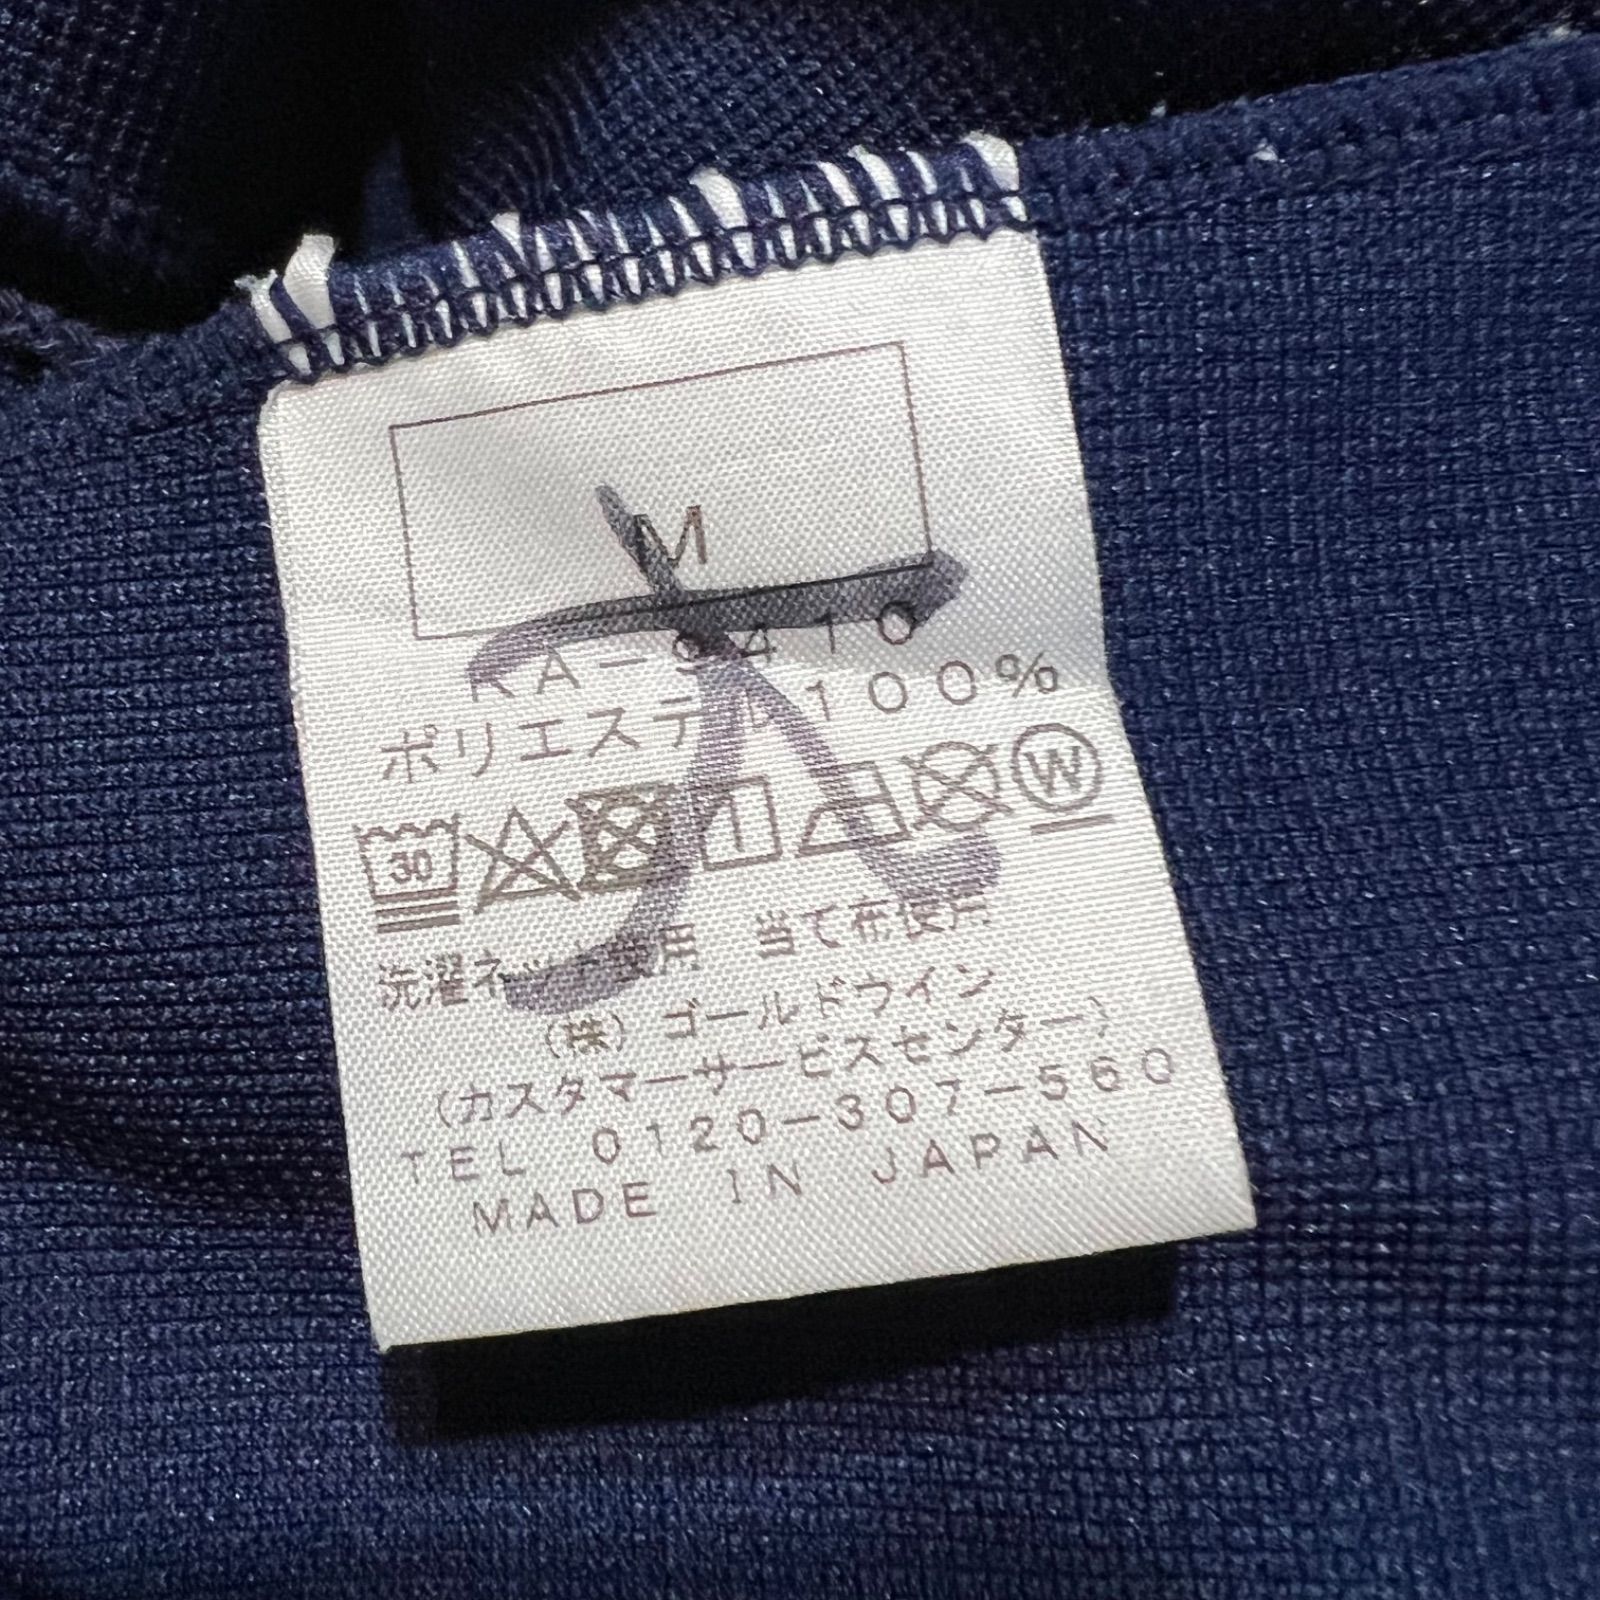 M
大
KA-9410
ポリエステル100%
30 W
洗濯ネット使用 当て布使用
(株)ゴールドウイン
(カスタマーサービスセンター)
TEL 0120-307-560
MADE IN JAPAN